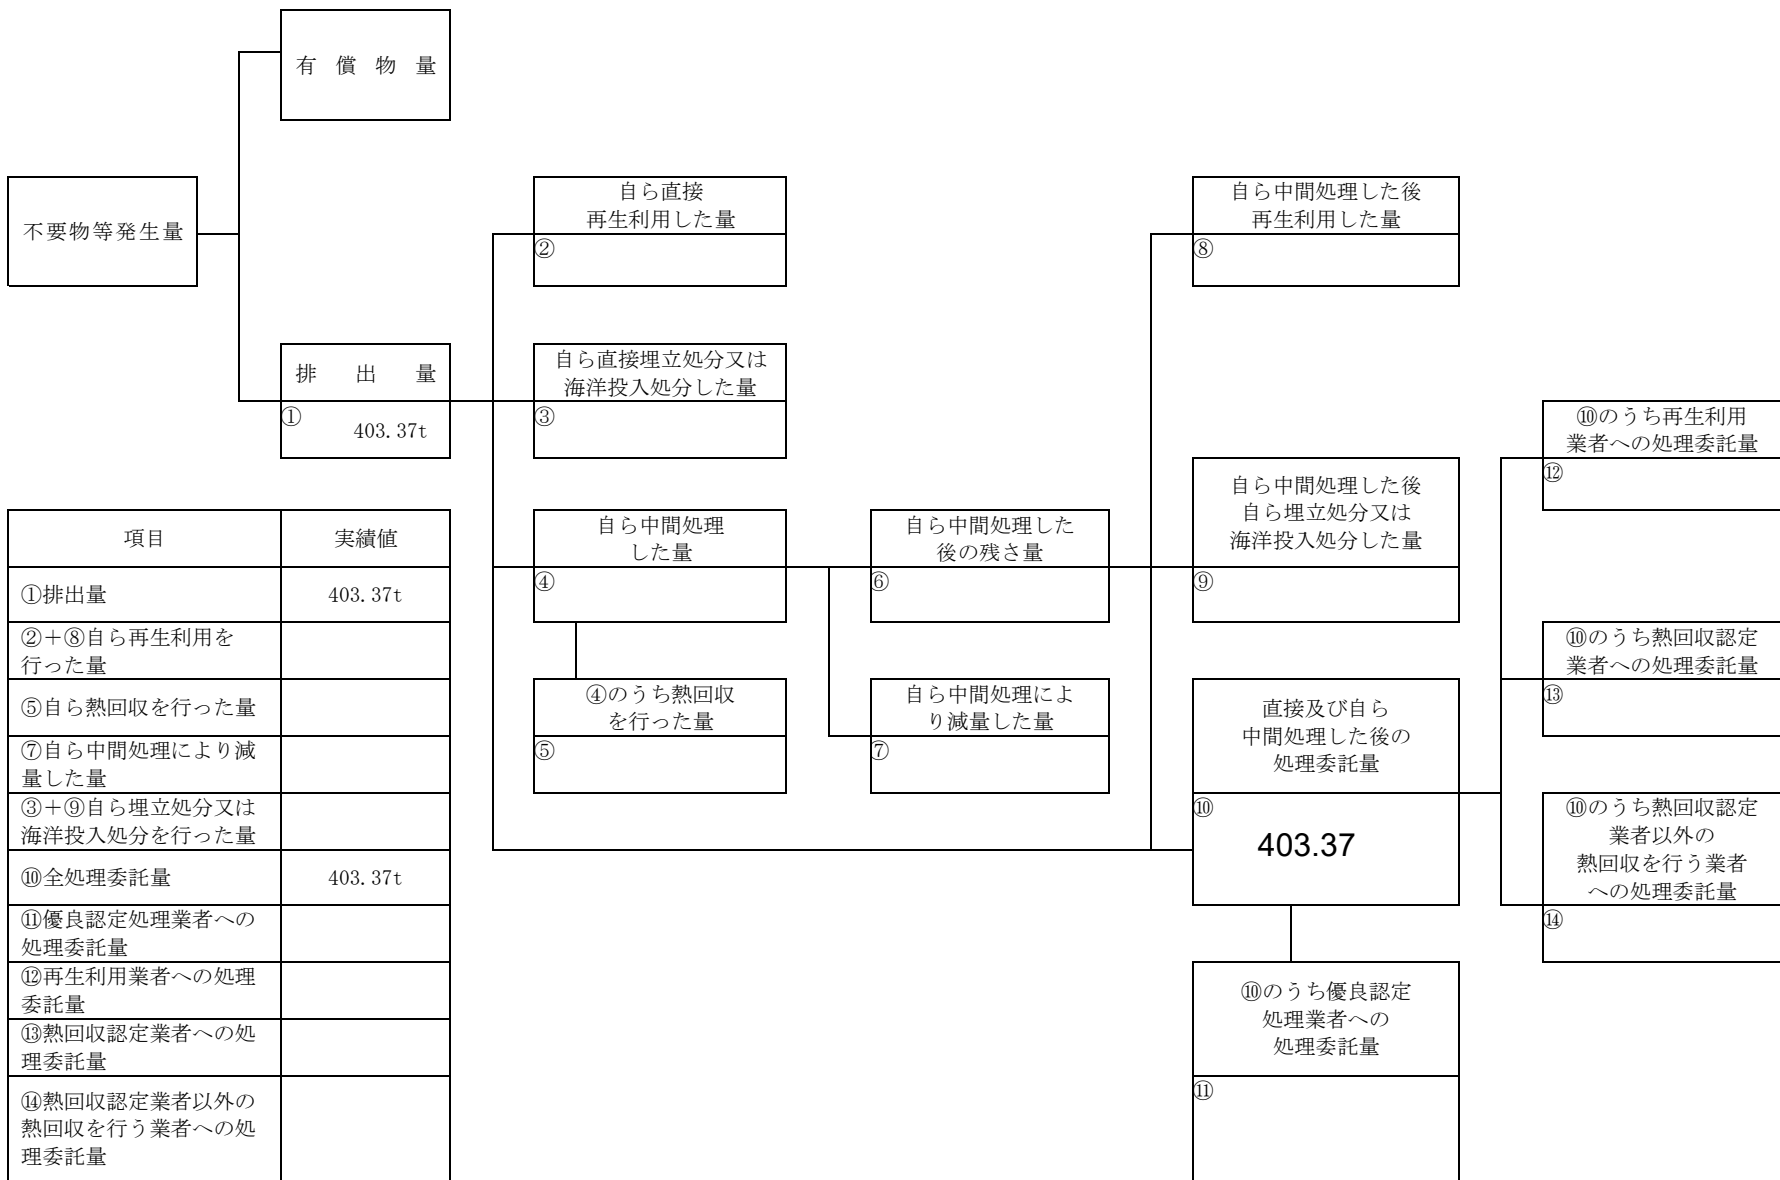 有償物量
不要物等発生量
自ら直接
再生利用した量
②
自ら中間処理した後
再生利用した量
⑧
排出量
①
403.37t
自ら直接埋立処分又は
海洋投入処分した量
③
⑩のうち再生利用
業者への処理委託量
⑫
自ら中間処理した後
自ら埋立処分又は
海洋投入処分した量
⑨
自ら中間処理
した量
④
自ら中間処理した
後の残さ量
⑥
⑩のうち熱回収認定
業者への処理委託量
⑬
④のうち熱回収
を行った量
⑤
自ら中間処理によ
り減量した量
⑦
直接及び自ら
中間処理した後の
処理委託量
⑩
403.37
⑩のうち熱回収認定
業者以外の
熱回収を行う業者
への処理委託量
⑭
⑩のうち優良認定
処理業者への
処理委託量
⑪
項目 実績値
①排出量 403.37t
②+⑧自ら再生利用を
行った量
⑤自ら熱回収を行った量
⑦自ら中間処理により減
量した量
③+⑨自ら埋立処分又は
海洋投入処分を行った量
⑩全処理委託量 403.37t
⑪優良認定処理業者への
処理委託量
⑫再生利用業者への処理
委託量
⑬熱回収認定業者への処
理委託量
⑭熱回収認定業者以外の
熱回収を行う業者への処
理委託量